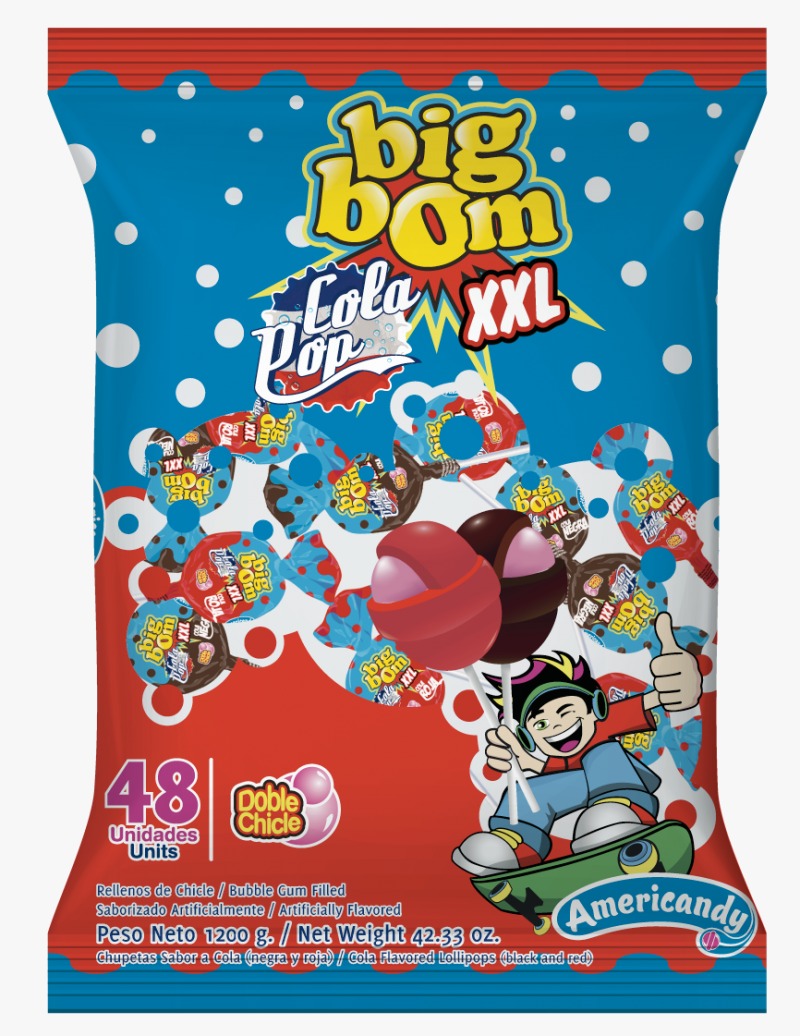 big
bom
Cola
Pop
XXL
48
Unidades
Units
Doble
Chicle
Rellenos de Chicle / Bubble Gum Filled
Saborizado Artificialmente / Artificially Flavored
Peso Neto 1200 g. / Net Weight 42.33 oz.
Chupetas Sabor a Cola (negra y roja) / Cola Flavored Lollipops (black and red)
Americandy